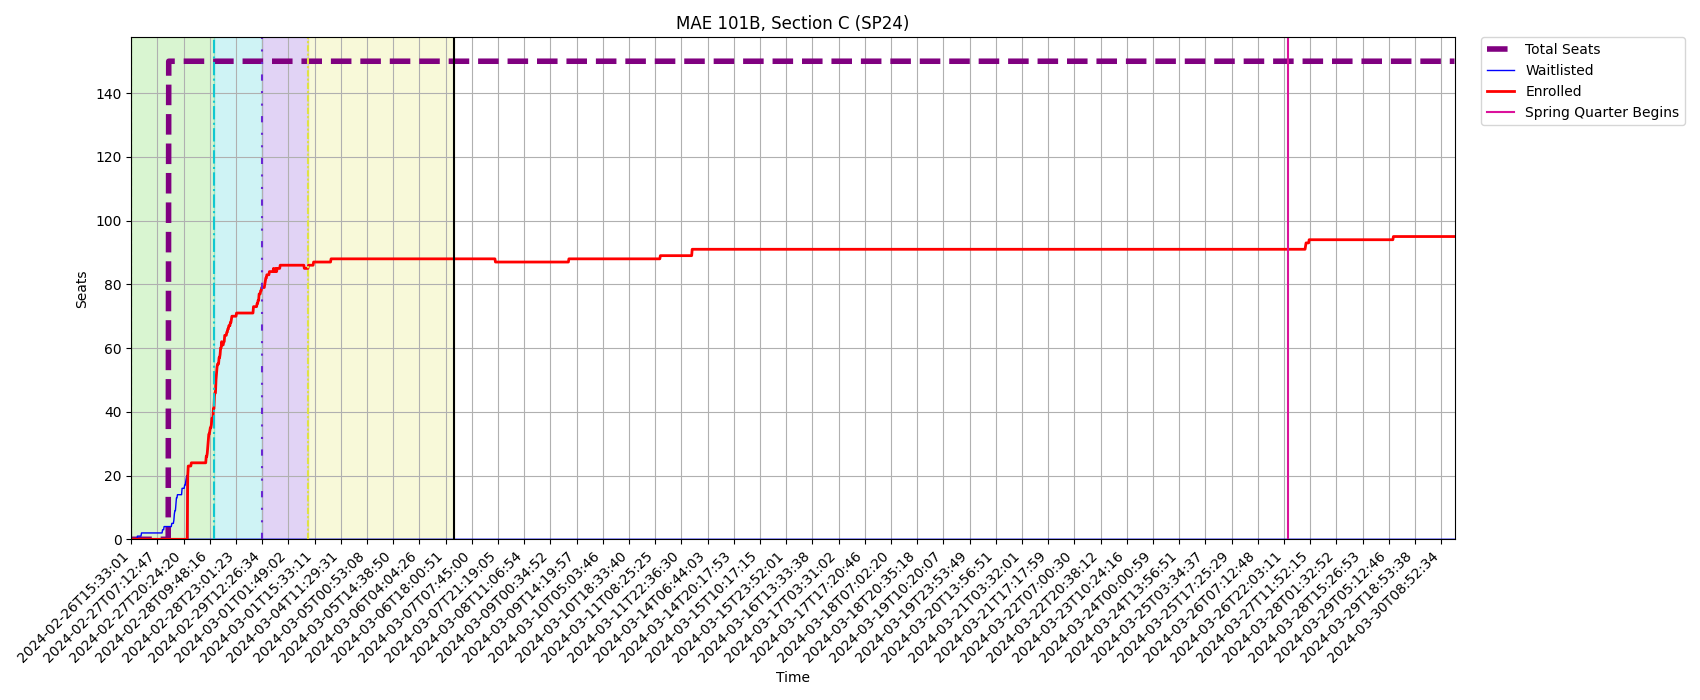 MAE 101B, Section C (SP24)
Total Seats
Waitlisted
Enrolled
Spring Quarter Begins
Seats
140
120
100
80
60
40
20
0
2024-02-26T15:33:01
2024-02-27T07:12:47
2024-02-27T20:24:20
2024-02-28T09:48:16
2024-02-28T23:01:23
2024-02-29T12:26:34
2024-03-01T01:49:02
2024-03-01T15:33:11
2024-03-04T11:29:31
2024-03-05T00:53:08
2024-03-05T14:38:50
2024-03-06T04:04:26
2024-03-06T18:00:51
2024-03-07T07:45:00
2024-03-08T11:19:05
2024-03-08T11:06:54
2024-03-09T00:34:52
2024-03-09T14:19:57
2024-03-10T05:03:46
2024-03-10T18:33:40
2024-03-11T08:25:25
2024-03-11T22:36:30
2024-03-14T06:44:03
2024-03-14T20:17:53
2024-03-15T10:17:15
2024-03-15T23:52:01
2024-03-16T13:33:38
2024-03-17T03:31:02
2024-03-17T17:20:46
2024-03-18T07:02:20
2024-03-18T20:35:18
2024-03-19T10:20:07
2024-03-19T23:53:49
2024-03-20T13:56:51
2024-03-21T03:32:01
2024-03-21T17:17:59
2024-03-22T07:00:30
2024-03-22T20:38:12
2024-03-23T10:24:16
2024-03-24T00:00:59
2024-03-24T13:56:51
2024-03-25T03:34:37
2024-03-25T17:25:29
2024-03-26T07:12:48
2024-03-26T22:03:11
2024-03-27T11:52:15
2024-03-28T01:32:52
2024-03-28T15:26:53
2024-03-29T05:12:46
2024-03-29T18:53:38
2024-03-30T08:52:34
Time